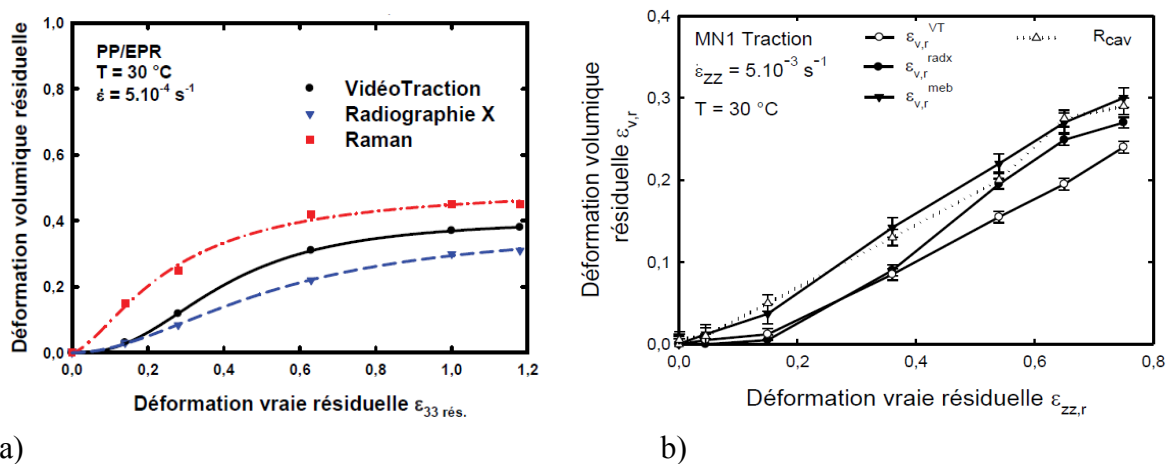 1,0
0,8
0,6
0,4
0,2
0,0
Déformation volumique résiduelle
PP/EPR
T = 30 °C
ε̇ = 5.10⁻⁴ s⁻¹
VidéoTraction
Radiographie X
Raman
0,0 0,2 0,4 0,6 0,8 1,0 1,2
Déformation vraie résiduelle ε33 rés.
a)
0,4
0,3
0,2
0,1
0,0
Déformation volumique
résiduelle εv,r
MN1 Traction
ε̇zz = 5.10⁻³ s⁻¹
T = 30 °C
εv,r VT
εv,r radx
εv,r meb
Rcav
0,0 0,2 0,4 0,6 0,8
Déformation vraie résiduelle εzz,r
b)